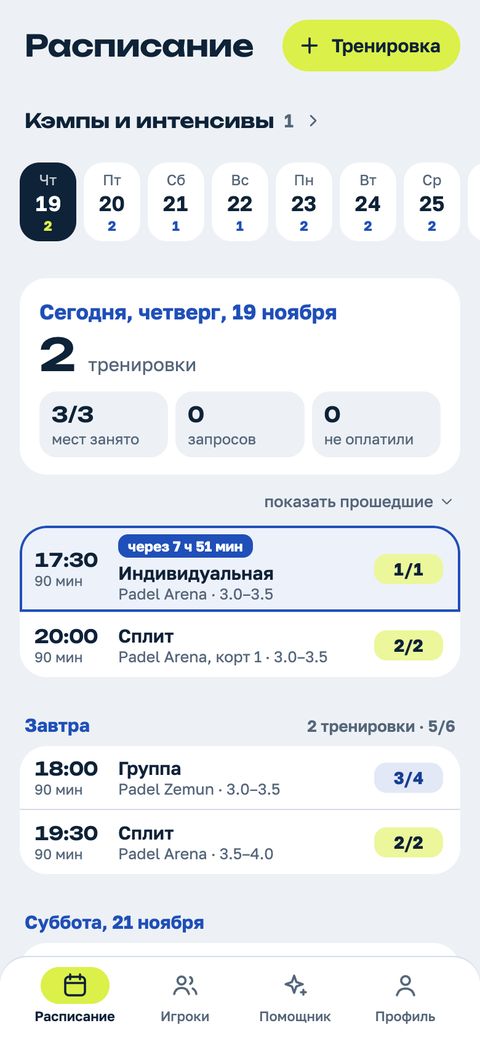 Расписание
+ Тренировка
Кэмпы и интенсивы 1 >
Чт Пт Сб Вс Пн Вт Ср
19 20 21 22 23 24 25
2 2 1 1 2 2 2
Сегодня, четверг, 19 ноября
2 тренировки
3/3 0 0
мест занято запросов не оплатили
показать прошедшие
через 7 ч 51 мин
17:30 Индивидуальная 1/1
90 мин Padel Arena · 3.0–3.5
20:00 Сплит 2/2
90 мин Padel Arena, корт 1 · 3.0–3.5
Завтра 2 тренировки · 5/6
18:00 Группа 3/4
90 мин Padel Zemun · 3.0–3.5
19:30 Сплит 2/2
90 мин Padel Arena · 3.5–4.0
Суббота, 21 ноября
Расписание Игроки Помощник Профиль